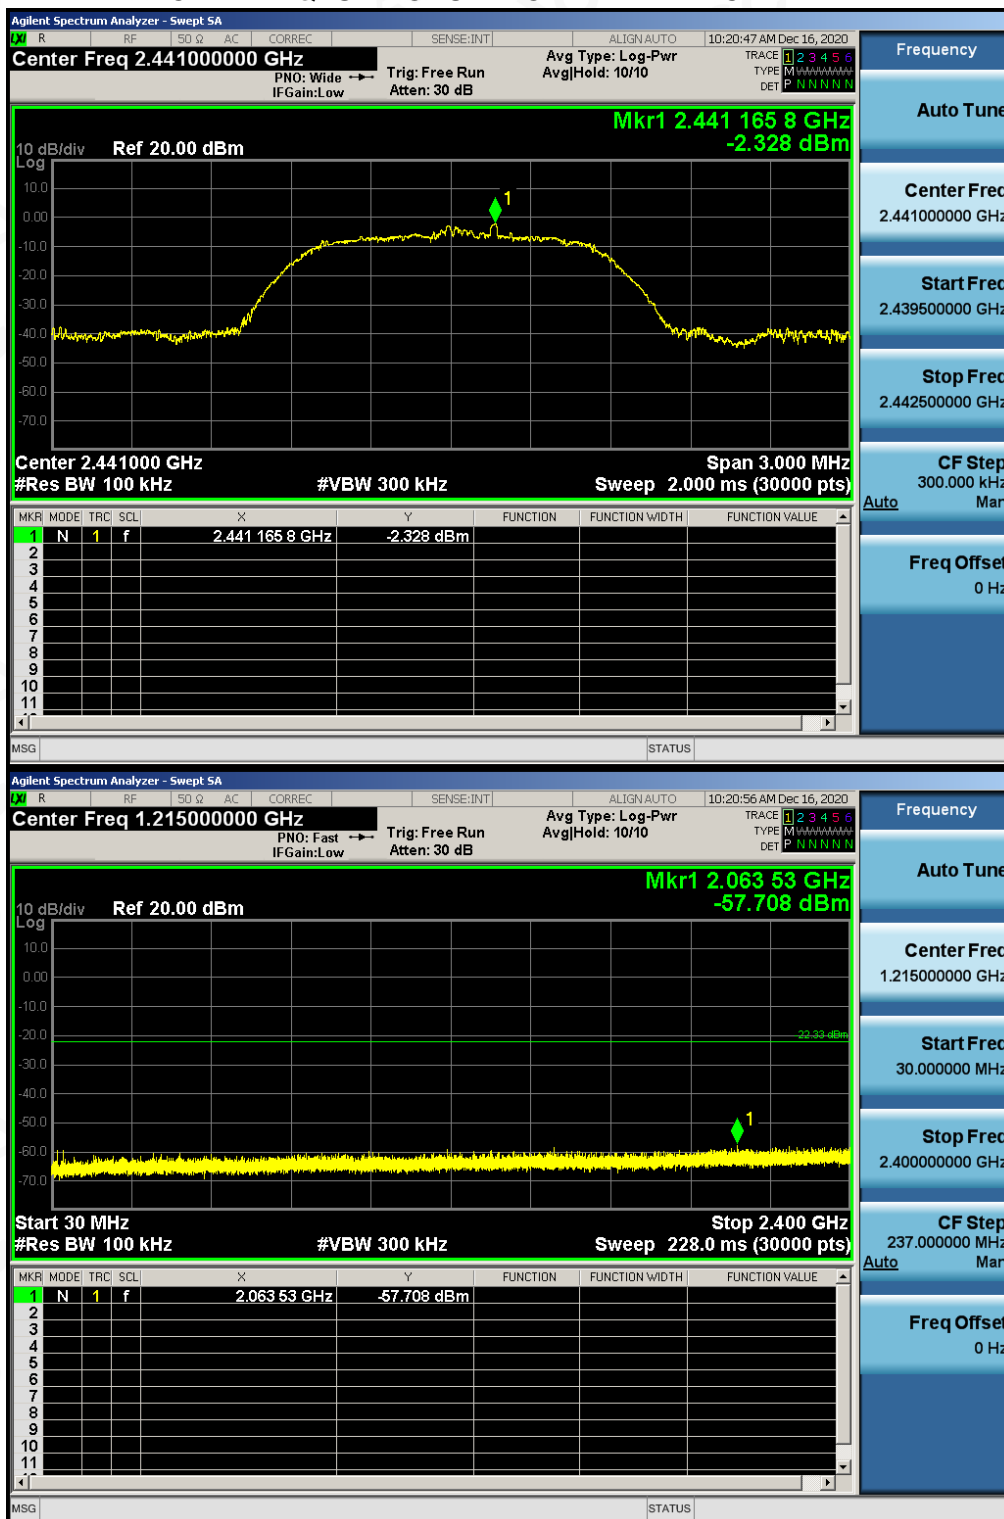 Agilent Spectrum Analyzer - Swept SA
LXI R RF 50 Ω AC CORREC SENSE:INT ALIGN AUTO 10:20:47 AM Dec 16, 2020
Center Freq 2.441000000 GHz
PNO: Wide
IFGain:Low
Trig: Free Run
Atten: 30 dB
Avg Type: Log-Pwr
Avg|Hold: 10/10
TRACE 1 2 3 4 5 6
TYPE M
DET P N N N N N
Mkr1 2.441 165 8 GHz
-2.328 dBm
10 dB/div Ref 20.00 dBm
Log
10.0
0.00
-10.0
-20.0
-30.0
-40.0
-50.0
-60.0
-70.0
1
Center 2.441000 GHz Span 3.000 MHz
#Res BW 100 kHz #VBW 300 kHz Sweep 2.000 ms (30000 pts)
MKR MODE TRC SCL X Y FUNCTION FUNCTION WIDTH FUNCTION VALUE
1 N 1 f 2.441 165 8 GHz -2.328 dBm
2
3
4
5
6
7
8
9
10
11
MSG STATUS
Frequency
Auto Tune
Center Freq
2.441000000 GHz
Start Freq
2.439500000 GHz
Stop Freq
2.442500000 GHz
CF Step
300.000 kHz
Auto Man
Freq Offset
0 Hz
Agilent Spectrum Analyzer - Swept SA
LXI R RF 50 Ω AC CORREC SENSE:INT ALIGN AUTO 10:20:56 AM Dec 16, 2020
Center Freq 1.215000000 GHz
PNO: Fast
IFGain:Low
Trig: Free Run
Atten: 30 dB
Avg Type: Log-Pwr
Avg|Hold: 10/10
TRACE 1 2 3 4 5 6
TYPE M
DET P N N N N N
Mkr1 2.063 53 GHz
-57.708 dBm
10 dB/div Ref 20.00 dBm
Log
10.0
0.00
-10.0
-20.0
-30.0
-40.0
-50.0
-60.0
-70.0
-22.33 dBm
1
Start 30 MHz Stop 2.400 GHz
#Res BW 100 kHz #VBW 300 kHz Sweep 228.0 ms (30000 pts)
MKR MODE TRC SCL X Y FUNCTION FUNCTION WIDTH FUNCTION VALUE
1 N 1 f 2.063 53 GHz -57.708 dBm
2
3
4
5
6
7
8
9
10
11
MSG STATUS
Frequency
Auto Tune
Center Freq
1.215000000 GHz
Start Freq
30.000000 MHz
Stop Freq
2.400000000 GHz
CF Step
237.000000 MHz
Auto Man
Freq Offset
0 Hz